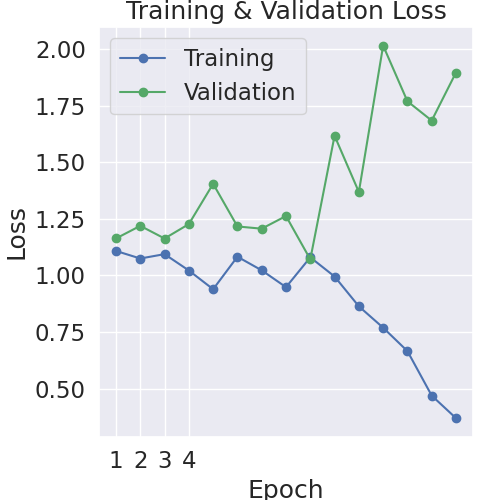 Training & Validation Loss
2.00
1.75
1.50
1.25
1.00
0.75
0.50
Loss
Training
Validation
1 2 3 4
Epoch